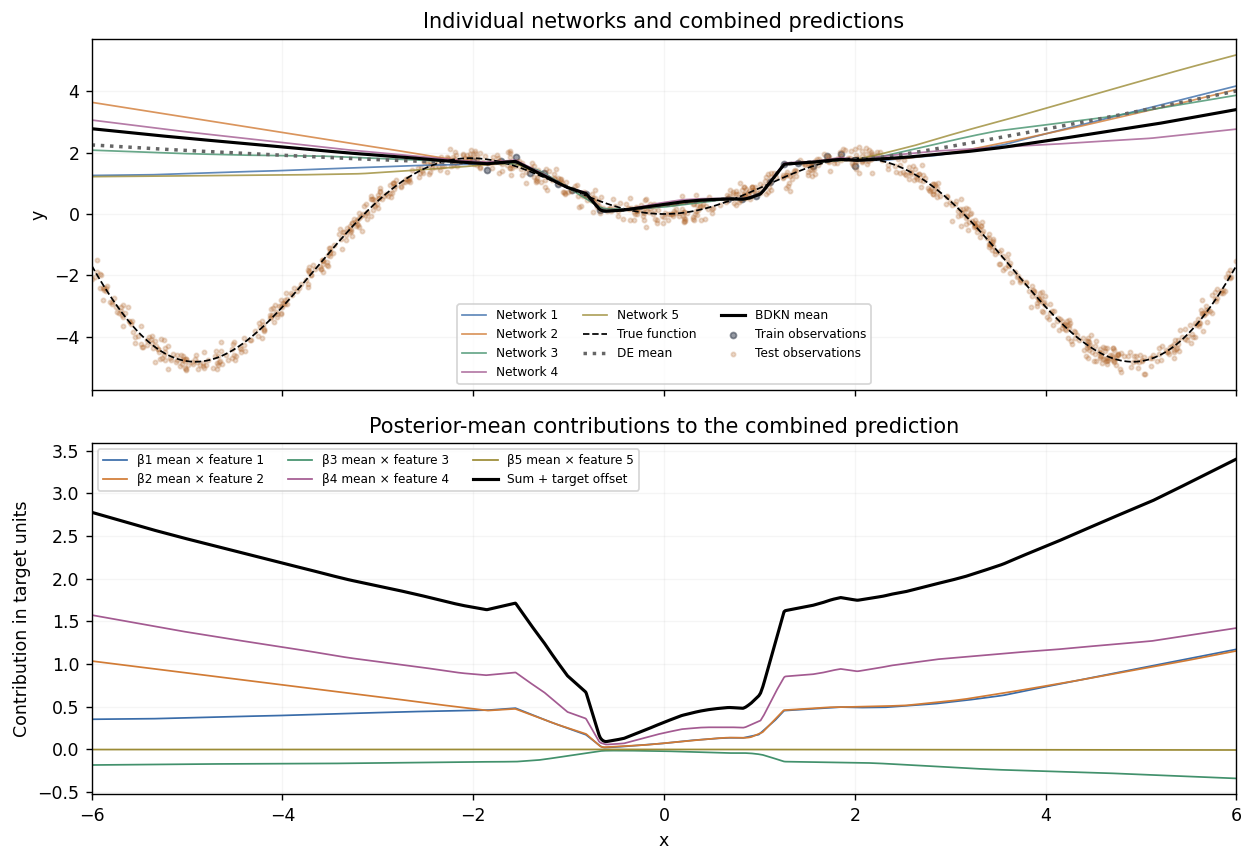 Individual networks and combined predictions
4
2
0
−2
−4
y
Network 1
Network 2
Network 3
Network 4
Network 5
True function
DE mean
BDKN mean
Train observations
Test observations
Posterior-mean contributions to the combined prediction
3.5
3.0
2.5
2.0
1.5
1.0
0.5
0.0
−0.5
Contribution in target units
β1 mean × feature 1
β2 mean × feature 2
β3 mean × feature 3
β4 mean × feature 4
β5 mean × feature 5
Sum + target offset
−6 −4 −2 0 2 4 6
x